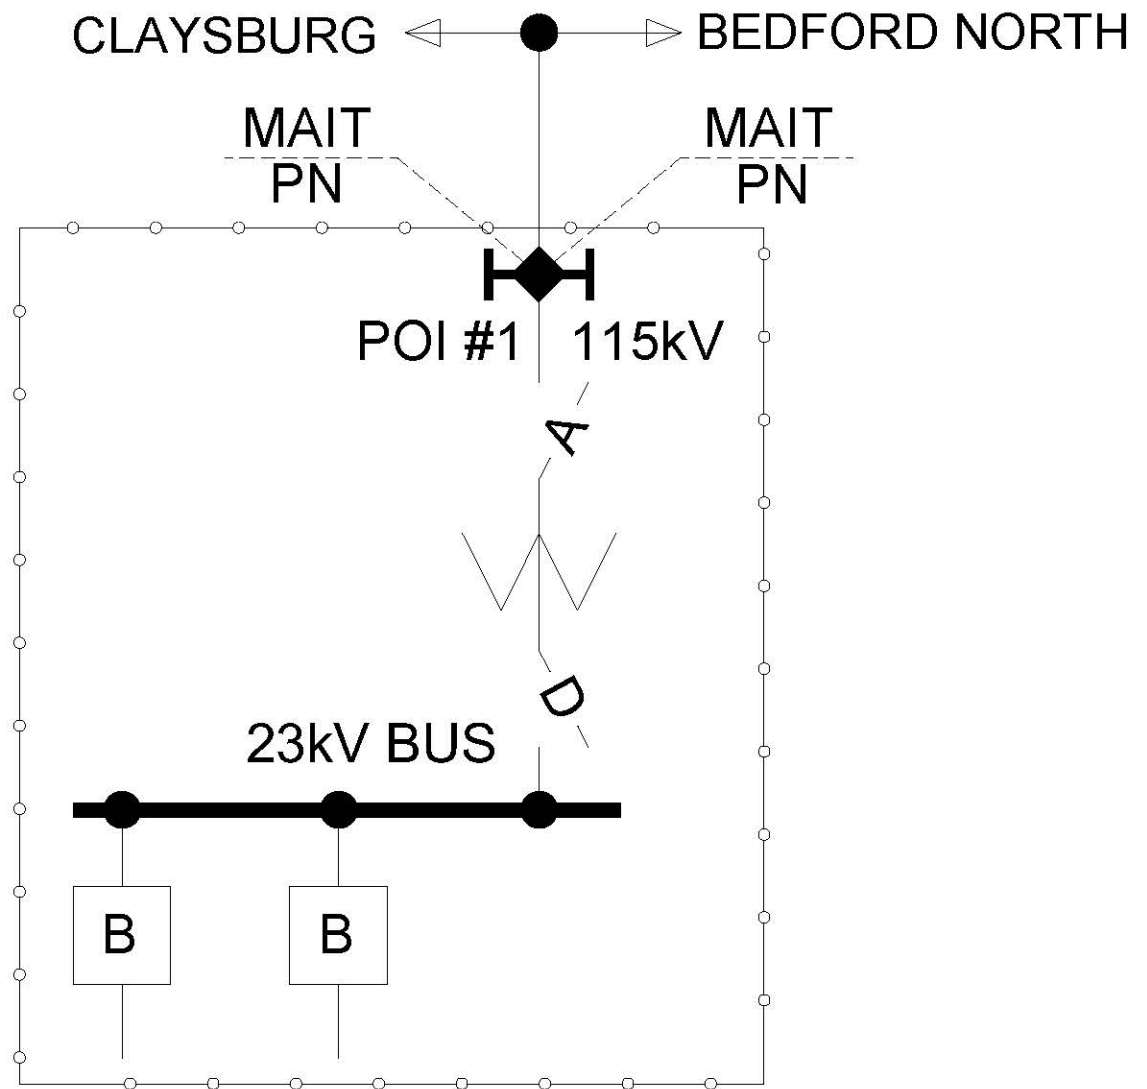 CLAYSBURG
BEDFORD NORTH
MAIT
PN
MAIT
PN
POI #1
115kV
A
D
23kV BUS
B
B